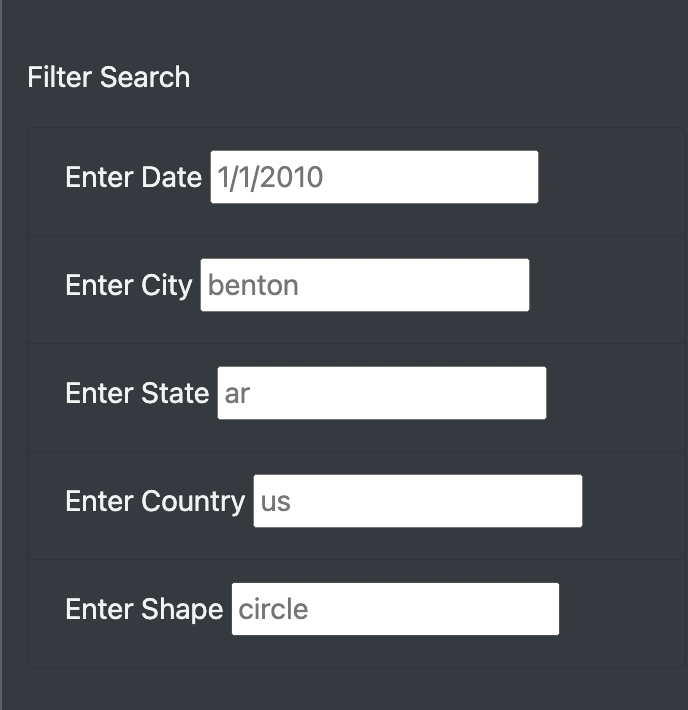 Filter Search
Enter Date 1/1/2010
Enter City benton
Enter State ar
Enter Country us
Enter Shape circle